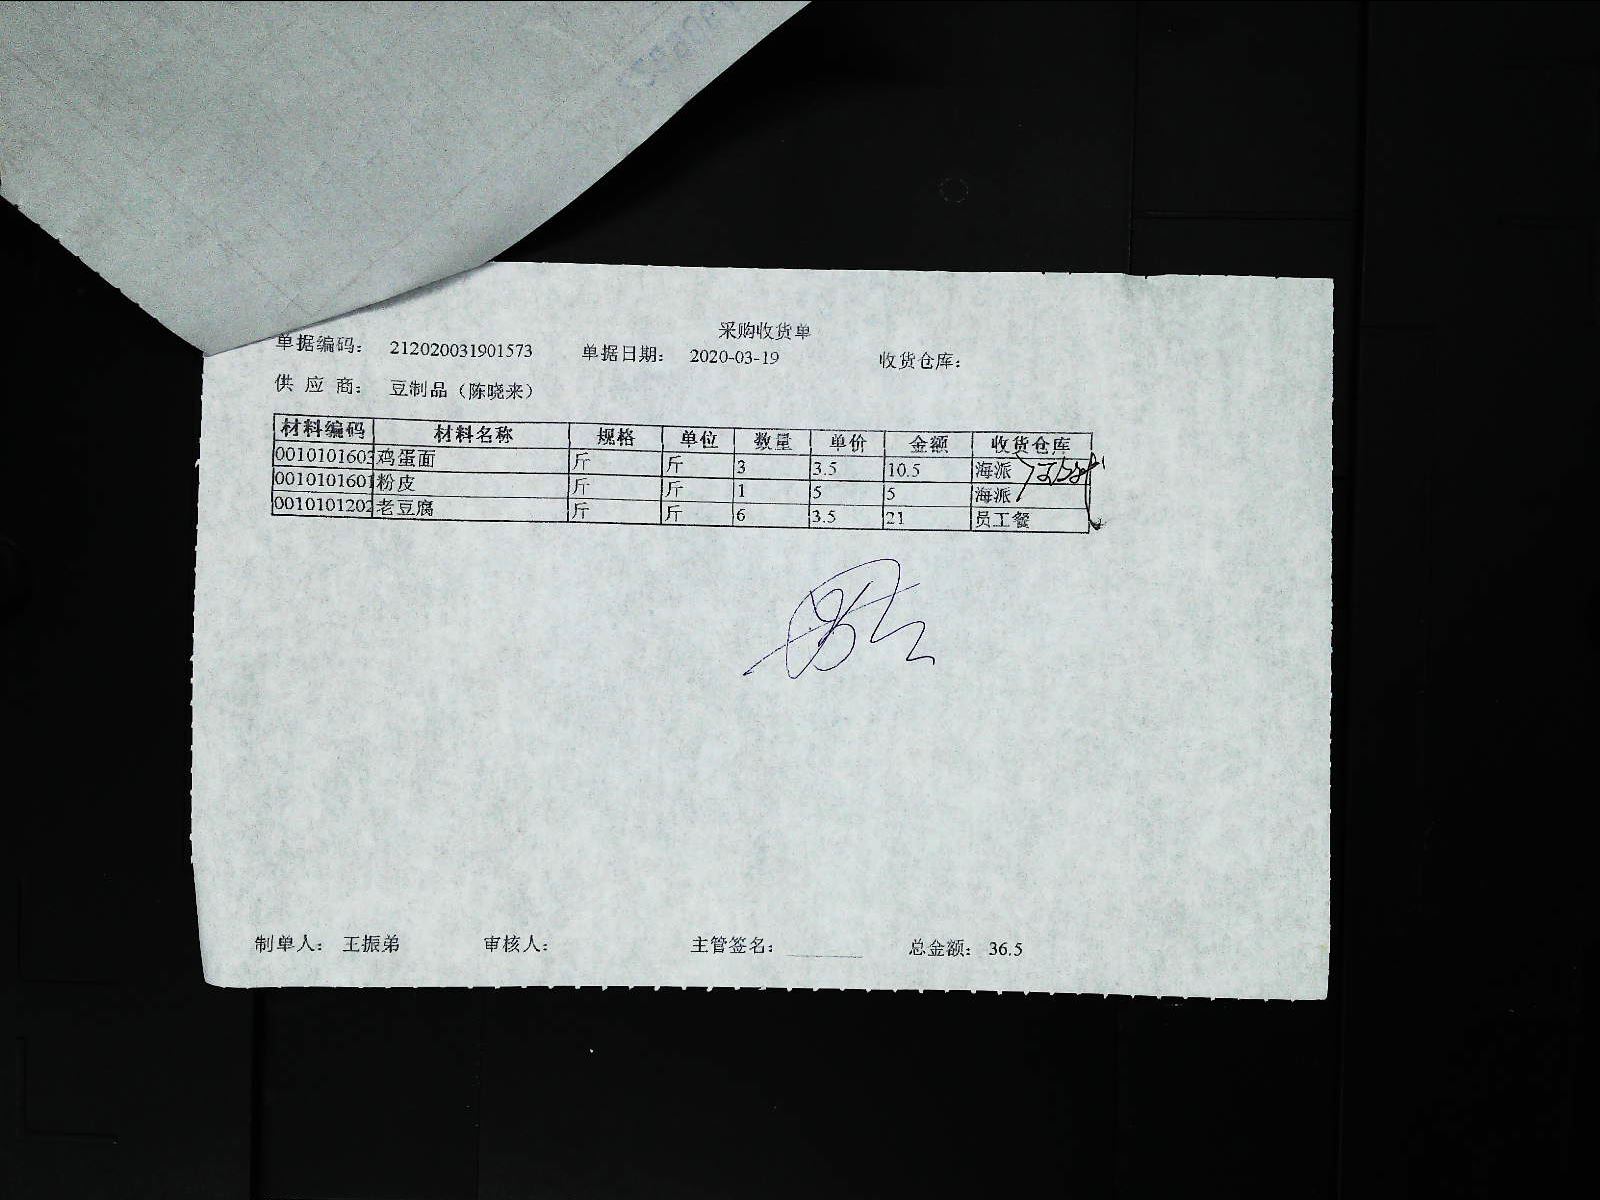 采购收货单
单据编码： 212020031901573 单据日期： 2020-03-19 收货仓库：
供 应 商： 豆制品（陈晓来）
材料编码 材料名称 规格 单位 数量 单价 金额 收货仓库
0010101603 鸡蛋面 斤 斤 3 3.5 10.5 海派
0010101601 粉皮 斤 斤 1 5 5 海派
0010101202 老豆腐 斤 斤 6 3.5 21 员工餐
制单人： 王振弟 审核人： 主管签名： 总金额： 36.5